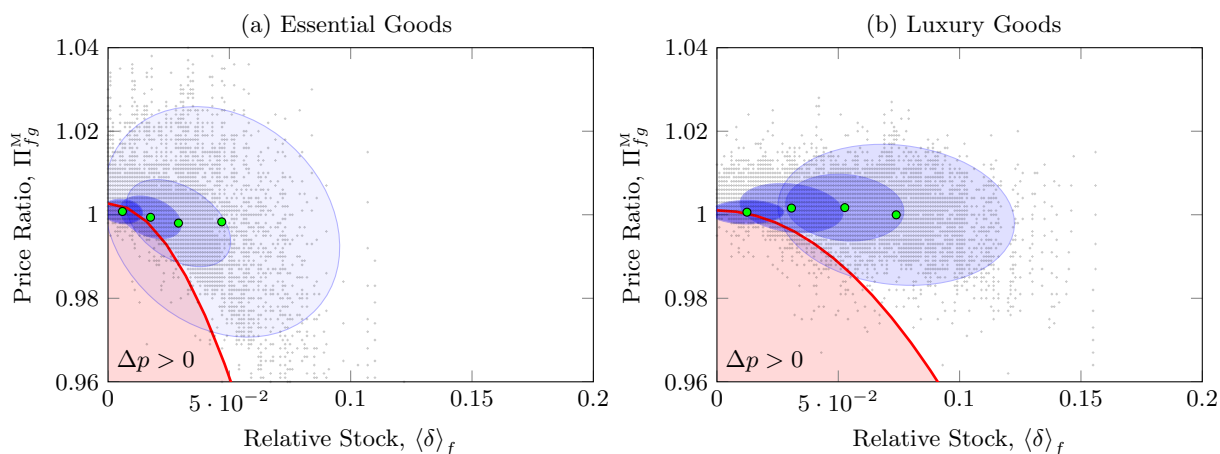 (a) Essential Goods
1.04
1.02
1
0.98
0.96
Price Ratio, Π^M_{fg}
Δp > 0
0
5 · 10^{−2}
0.1
0.15
0.2
Relative Stock, ⟨δ⟩_f
(b) Luxury Goods
1.04
1.02
1
0.98
0.96
Price Ratio, Π^M_{fg}
Δp > 0
0
5 · 10^{−2}
0.1
0.15
0.2
Relative Stock, ⟨δ⟩_f